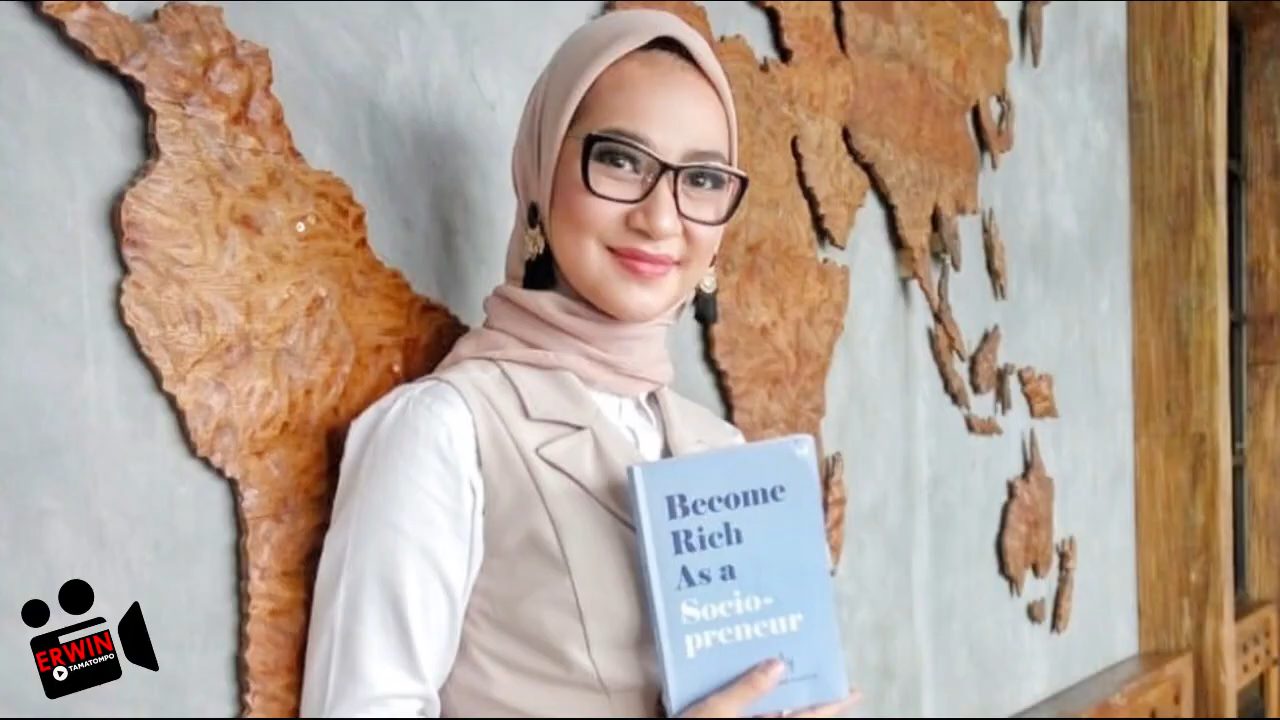 Become
Rich
As a
Socio-
preneur
ERWIN
TAMATOMPO